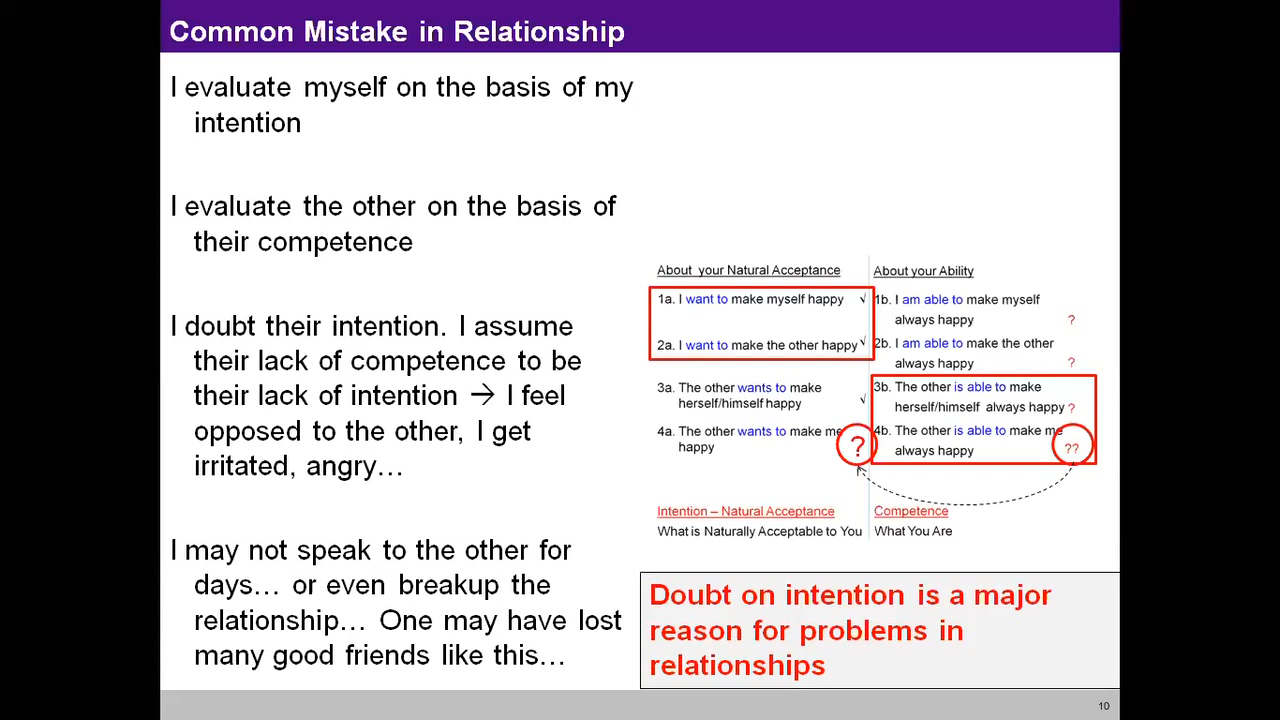 Common Mistake in Relationship
I evaluate myself on the basis of my
intention
I evaluate the other on the basis of
their competence
I doubt their intention. I assume
their lack of competence to be
their lack of intention → I feel
opposed to the other, I get
irritated, angry…
I may not speak to the other for
days… or even breakup the
relationship… One may have lost
many good friends like this…
About your Natural Acceptance
1a. I want to make myself happy √
2a. I want to make the other happy √
3a. The other wants to make
herself/himself happy √
4a. The other wants to make me
happy ?
Intention – Natural Acceptance
What is Naturally Acceptable to You
About your Ability
1b. I am able to make myself
always happy ?
2b. I am able to make the other
always happy ?
3b. The other is able to make
herself/himself always happy ?
4b. The other is able to make me
always happy ??
Competence
What You Are
Doubt on intention is a major
reason for problems in
relationships
10